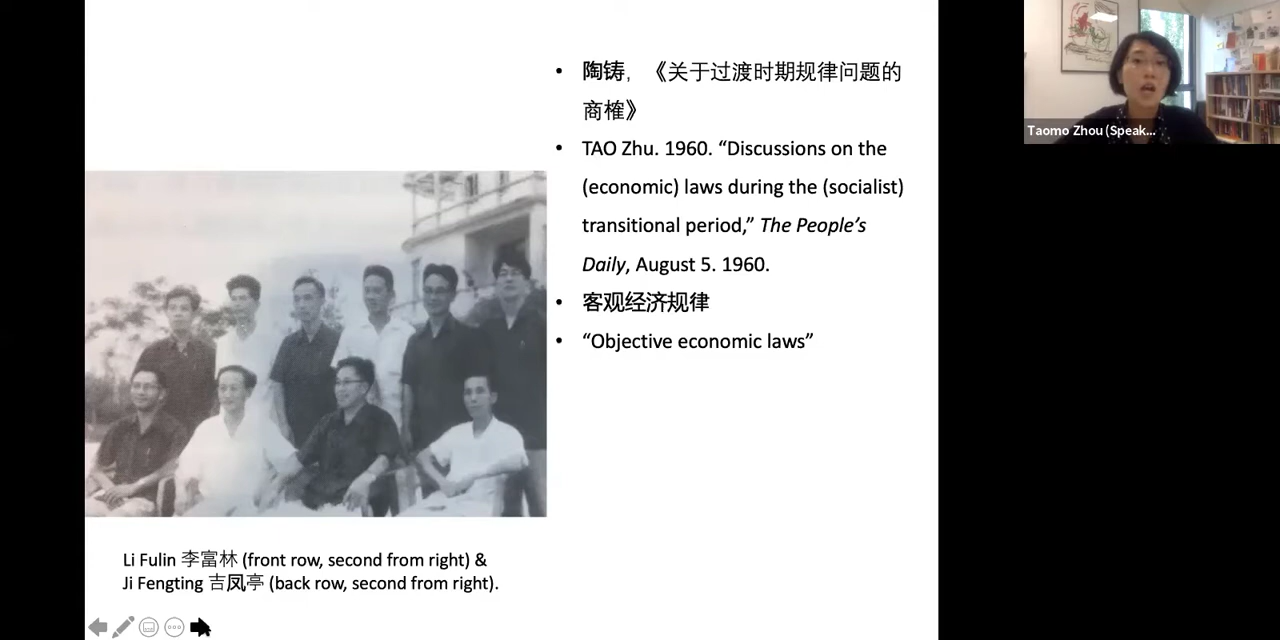 • 陶铸, 《关于过渡时期规律问题的
商榷》
• TAO Zhu. 1960. “Discussions on the
(economic) laws during the (socialist)
transitional period,” The People’s
Daily, August 5. 1960.
• 客观经济规律
• “Objective economic laws”
Li Fulin 李富林 (front row, second from right) &
Ji Fengting 吉凤亭 (back row, second from right).
Taomo Zhou (Speak...